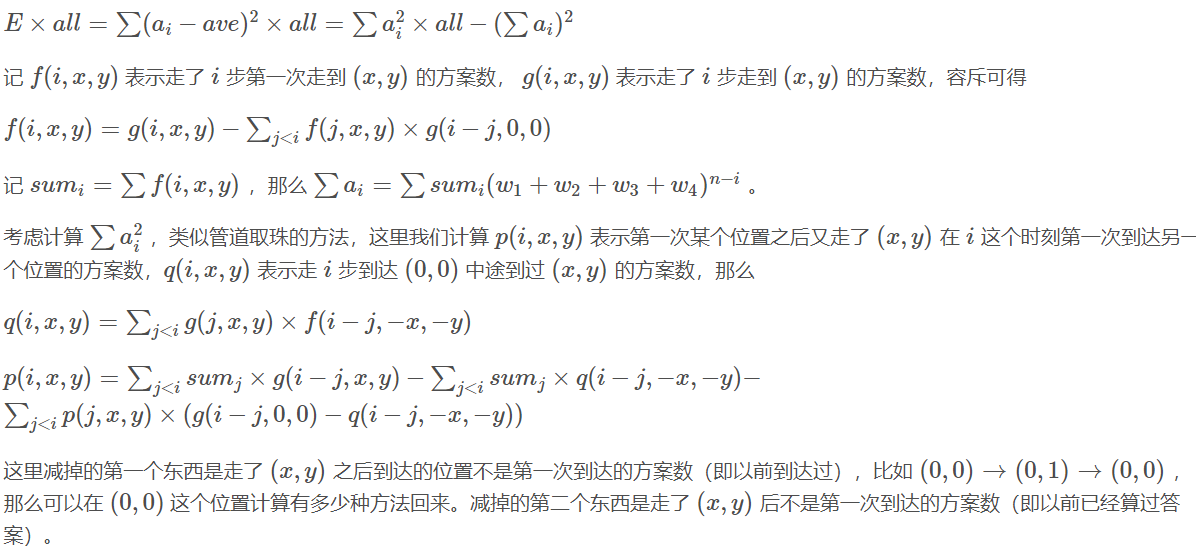 E × all = ∑(a_i − ave)^2 × all = ∑ a_i^2 × all − (∑ a_i)^2
记 f(i, x, y) 表示走了 i 步第一次走到 (x, y) 的方案数， g(i, x, y) 表示走了 i 步走到 (x, y) 的方案数，容斥可得
f(i, x, y) = g(i, x, y) − ∑_{j<i} f(j, x, y) × g(i − j, 0, 0)
记 sum_i = ∑ f(i, x, y) ，那么 ∑ a_i = ∑ sum_i(w_1 + w_2 + w_3 + w_4)^{n−i} 。
考虑计算 ∑ a_i^2 ，类似管道取珠的方法，这里我们计算 p(i, x, y) 表示第一次某个位置之后又走了 (x, y) 在 i 这个时刻第一次到达另一
个位置的方案数，q(i, x, y) 表示走 i 步到达 (0, 0) 中途到过 (x, y) 的方案数，那么
q(i, x, y) = ∑_{j<i} g(j, x, y) × f(i − j, −x, −y)
p(i, x, y) = ∑_{j<i} sum_j × g(i − j, x, y) − ∑_{j<i} sum_j × q(i − j, −x, −y)−
∑_{j<i} p(j, x, y) × (g(i − j, 0, 0) − q(i − j, −x, −y))
这里减掉的第一个东西是走了 (x, y) 之后到达的位置不是第一次到达的方案数（即以前到达过），比如 (0, 0) → (0, 1) → (0, 0) ，
那么可以在 (0, 0) 这个位置计算有多少种方法回来。减掉的第二个东西是走了 (x, y) 后不是第一次到达的方案数（即以前已经算过答
案）。